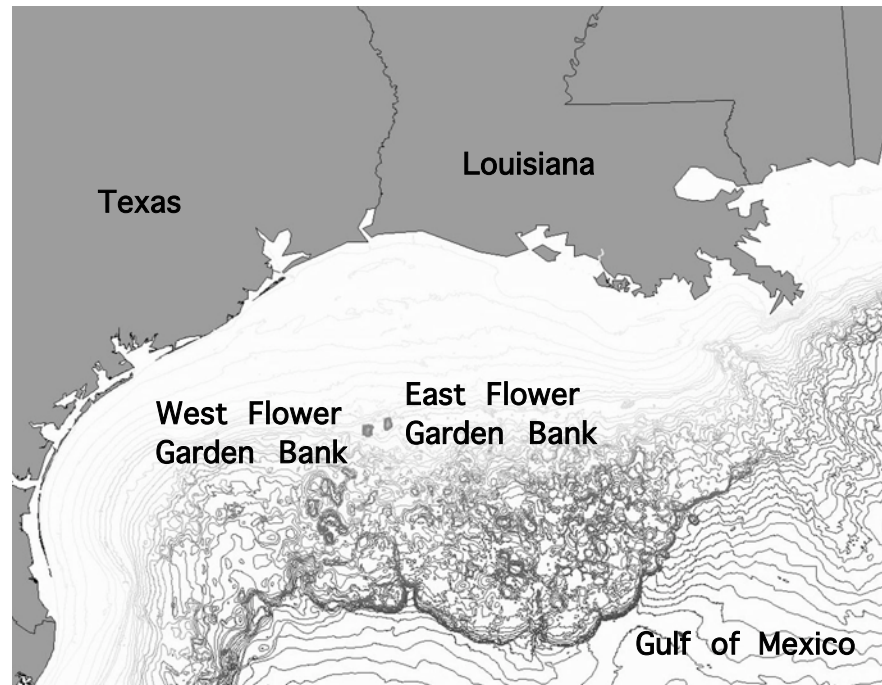 Louisiana
Texas
East Flower
Garden Bank
West Flower
Garden Bank
Gulf of Mexico